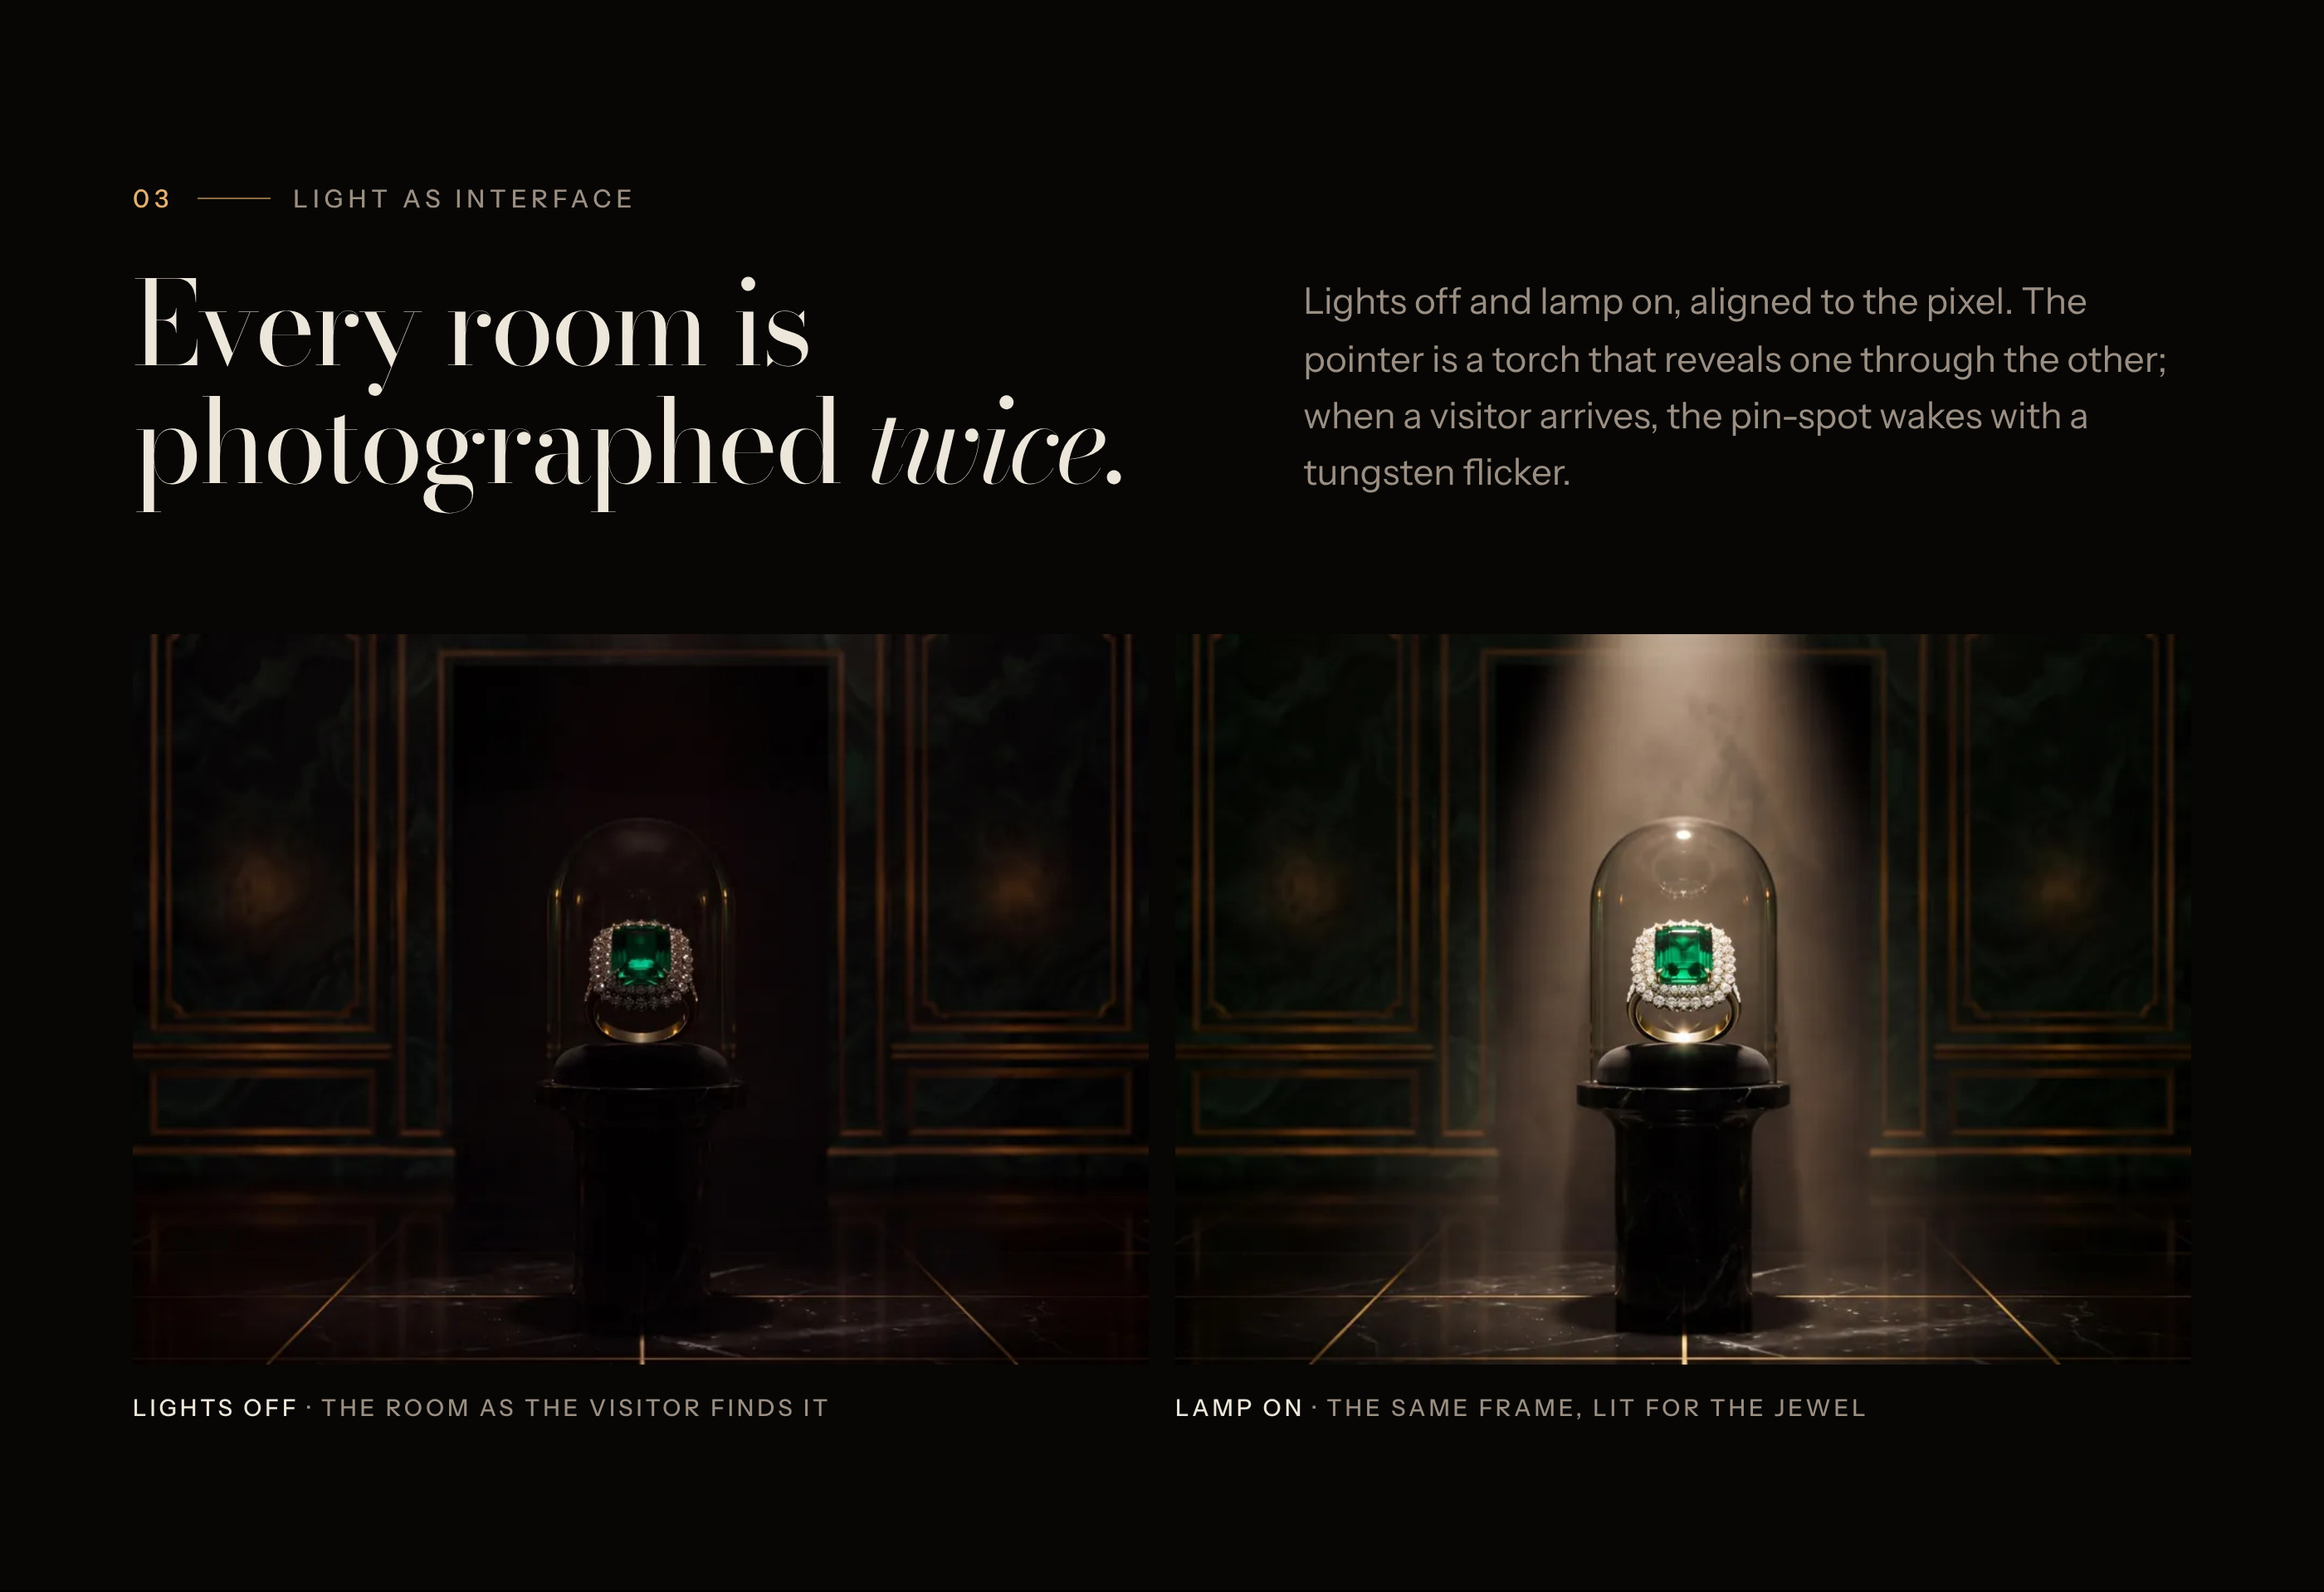 03 LIGHT AS INTERFACE
Every room is
photographed twice.
Lights off and lamp on, aligned to the pixel. The
pointer is a torch that reveals one through the other;
when a visitor arrives, the pin-spot wakes with a
tungsten flicker.
LIGHTS OFF · THE ROOM AS THE VISITOR FINDS IT
LAMP ON · THE SAME FRAME, LIT FOR THE JEWEL